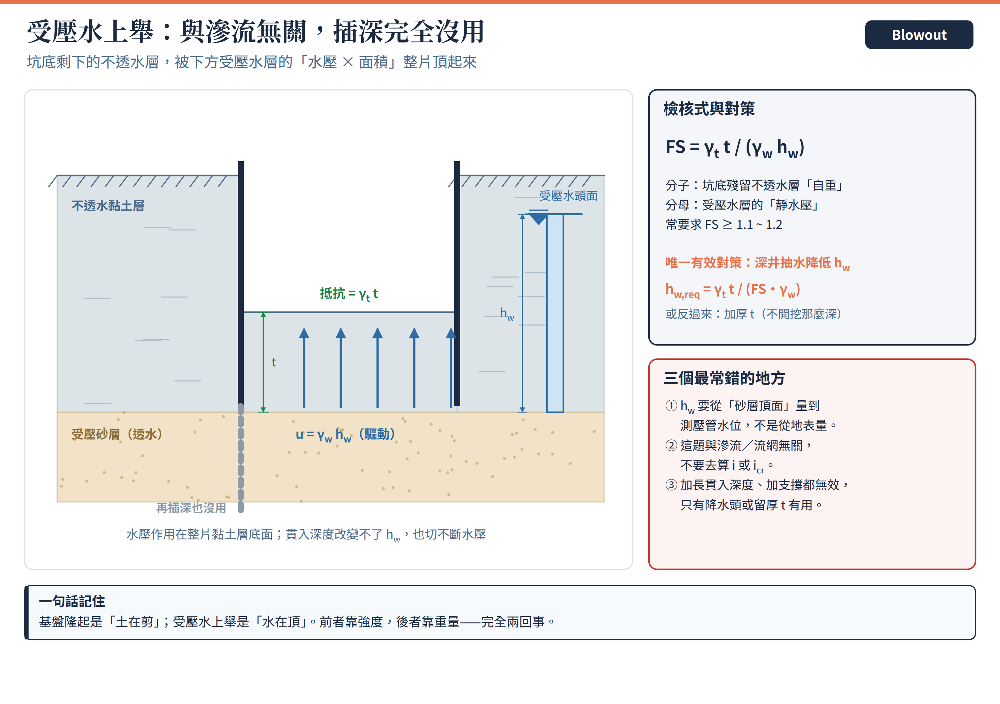 受壓水上舉：與滲流無關，插深完全沒用
Blowout
坑底剩下的不透水層，被下方受壓水層的「水壓 × 面積」整片頂起來
不透水黏土層
受壓水頭面
抵抗 = γt t
hw
t
受壓砂層（透水）
u = γw hw（驅動）
再插深也沒用
水壓作用在整片黏土層底面；貫入深度改變不了 hw，也切不斷水壓
檢核式與對策
FS = γt t / (γw hw)
分子：坑底殘留不透水層「自重」
分母：受壓水層的「靜水壓」
常要求 FS ≥ 1.1 ~ 1.2
唯一有效對策：深井抽水降低 hw
hw,req = γt t / (FS・γw)
或反過來：加厚 t（不開挖那麼深）
三個最常錯的地方
① hw 要從「砂層頂面」量到
測壓管水位，不是從地表量。
② 這題與滲流／流網無關，
不要去算 i 或 icr。
③ 加長貫入深度、加支撐都無效，
只有降水頭或留厚 t 有用。
一句話記住
基盤隆起是「土在剪」；受壓水上舉是「水在頂」。前者靠強度，後者靠重量——完全兩回事。